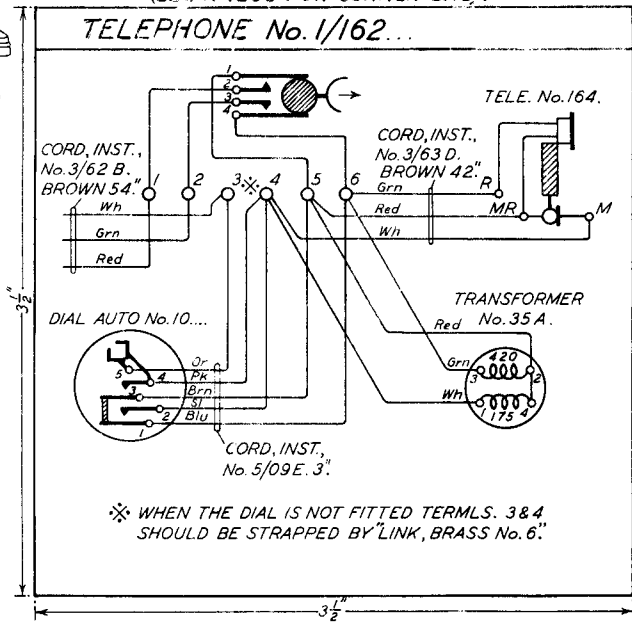 TELEPHONE No. 1/162...
1
2
3
4
TELE. No. 164.
CORD, INST.,
No. 3/62 B.
BROWN 54."
CORD, INST.,
No. 3/63 D.
BROWN 42."
1 2 3※ 4 5 6
Grn R
Wh Red MR M
Grn Wh
Red
3 1/2"
DIAL AUTO No. 10....
TRANSFORMER
No. 35 A.
Red
Or
Pk
Brn
Sl
Blu
5 4
3
2
1
Grn 3 420 2
Wh 1 175 4
CORD, INST.,
No. 5/09 E. 3."
※ WHEN THE DIAL IS NOT FITTED TERMLS. 3 & 4
SHOULD BE STRAPPED BY "LINK, BRASS No. 6."
3 1/2"